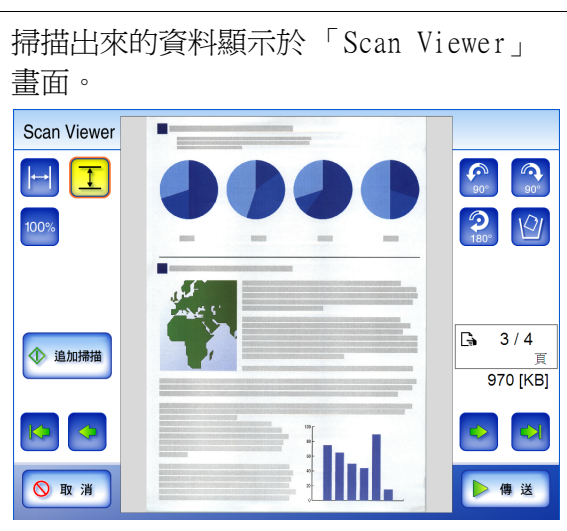 掃描出來的資料顯示於「Scan Viewer」
畫面。
Scan Viewer
90°
90°
100%
180°
追加掃描
3 / 4
頁
970 [KB]
取 消
傳 送